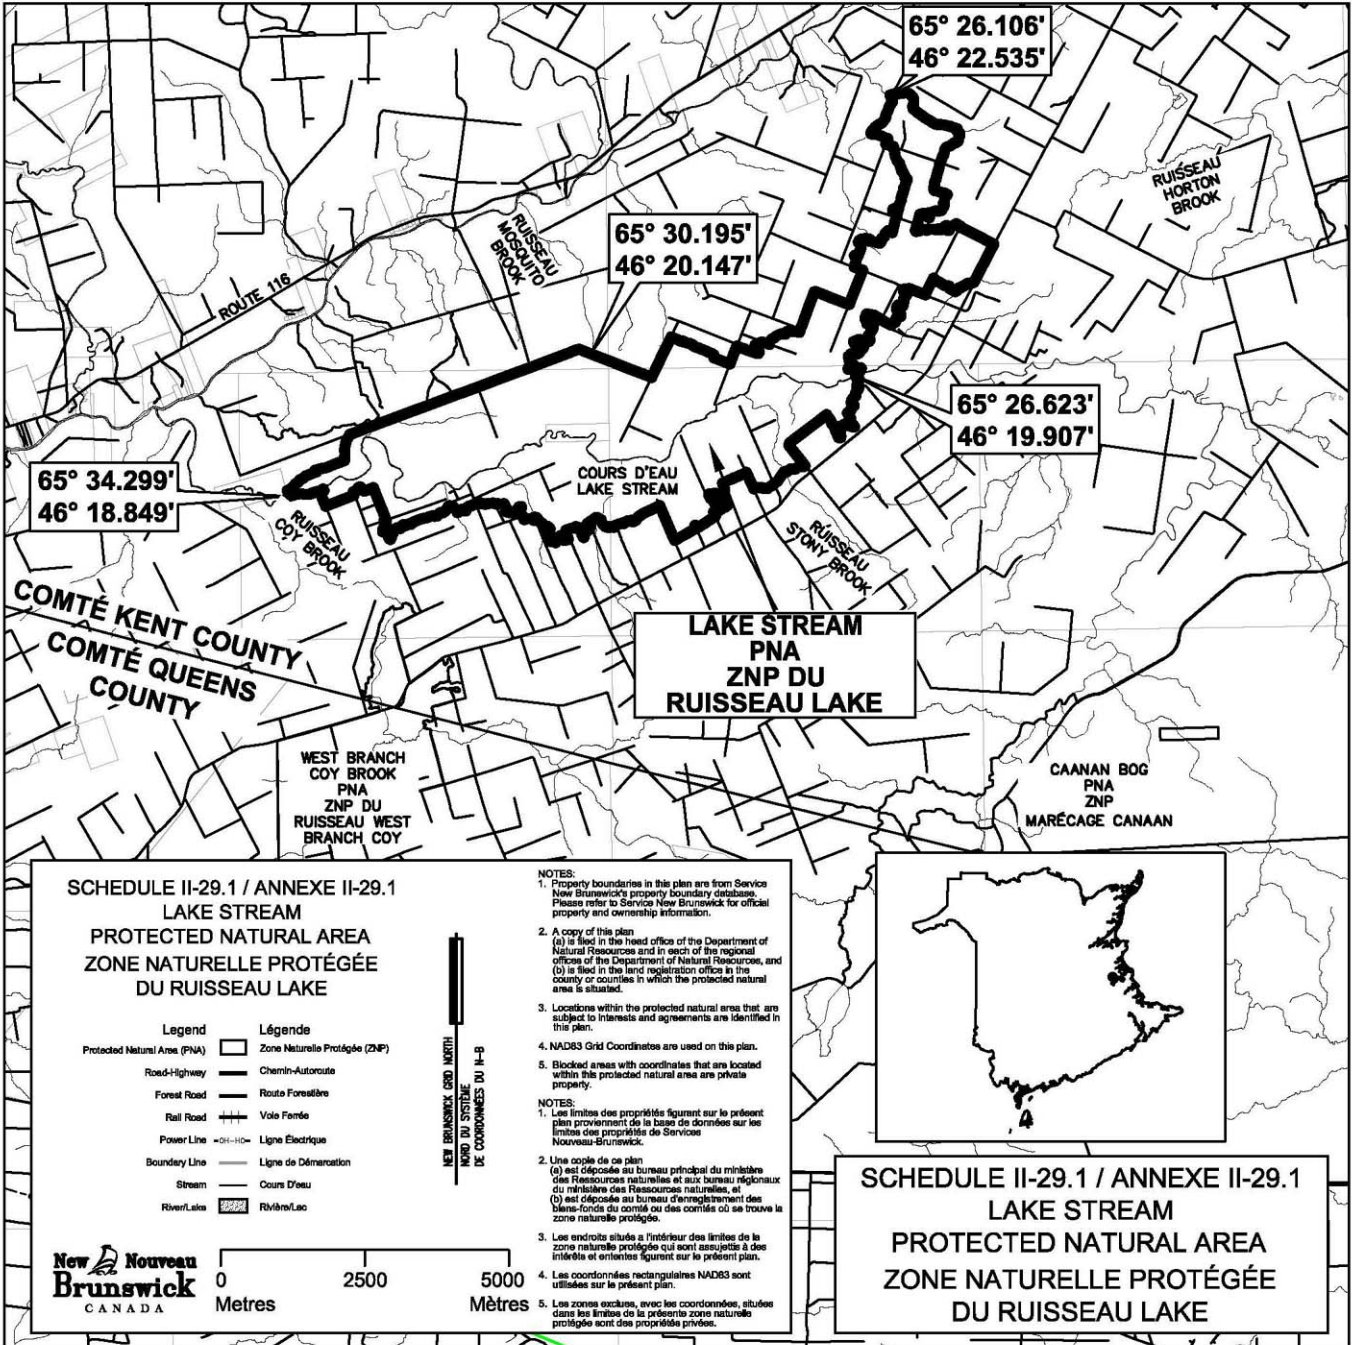 65° 26.106'
46° 22.535'
RUISSEAU
HORTON
BROOK
RUISSEAU
MOSQUITO
BROOK
65° 30.195'
46° 20.147'
ROUTE 116
65° 26.623'
46° 19.907'
65° 34.299'
46° 18.849'
COURS D'EAU
LAKE STREAM
RUISSEAU
COY BROOK
RUISSEAU
STONY BROOK
COMTÉ KENT COUNTY
COMTÉ QUEENS
COUNTY
LAKE STREAM
PNA
ZNP DU
RUISSEAU LAKE
WEST BRANCH
COY BROOK
PNA
ZNP DU
RUISSEAU WEST
BRANCH COY
CAANAN BOG
PNA
ZNP
MARÉCAGE CANAAN
SCHEDULE II-29.1 / ANNEXE II-29.1
LAKE STREAM
PROTECTED NATURAL AREA
ZONE NATURELLE PROTÉGÉE
DU RUISSEAU LAKE
Legend Légende
Protected Natural Area (PNA) Zone Naturelle Protégée (ZNP)
Road-Highway Chemin-Autoroute
Forest Road Route Forestière
Rail Road Voie Ferrée
Power Line -OH-HO- Ligne Électrique
Boundary Line Ligne de Démarcation
Stream Cours D'eau
River/Lake Rivière/Lac
NEW BRUNSWICK GRID NORTH
NORD DU SYSTÈME
DE COORDONNÉES DU N-B
New Nouveau
Brunswick
CANADA
0 2500 5000
Metres Mètres
NOTES:
1. Property boundaries in this plan are from Service
New Brunswick's property boundary database.
Please refer to Service New Brunswick for official
property and ownership information.
2. A copy of this plan
(a) is filed in the head office of the Department of
Natural Resources and in each of the regional
offices of the Department of Natural Resources, and
(b) is filed in the land registration office in the
county or counties in which the protected natural
area is situated.
3. Locations within the protected natural area that are
subject to interests and agreements are identified in
this plan.
4. NAD83 Grid Coordinates are used on this plan.
5. Blocked areas with coordinates that are located
within this protected natural area are private
property.
NOTES:
1. Les limites des propriétés figurant sur le présent
plan proviennent de la base de données sur les
limites des propriétés de Services
Nouveau-Brunswick.
2. Une copie de ce plan
(a) est déposée au bureau principal du ministère
des Ressources naturelles et aux bureau régionaux
du ministère des Ressources naturelles, et
(b) est déposée au bureau d'enregistrement des
biens-fonds du comté ou des comtés où se trouve la
zone naturelle protégée.
3. Les endroits situés a l'intérieur des limites de la
zone naturelle protégée qui sont assujettis à des
intérêts et ententes figurent sur le présent plan.
4. Les coordonnées rectangulaires NAD83 sont
utilisées sur le présent plan.
5. Les zones exclues, avec les coordonnées, situées
dans les limites de la présente zone naturelle
protégée sont des propriétés privées.
SCHEDULE II-29.1 / ANNEXE II-29.1
LAKE STREAM
PROTECTED NATURAL AREA
ZONE NATURELLE PROTÉGÉE
DU RUISSEAU LAKE